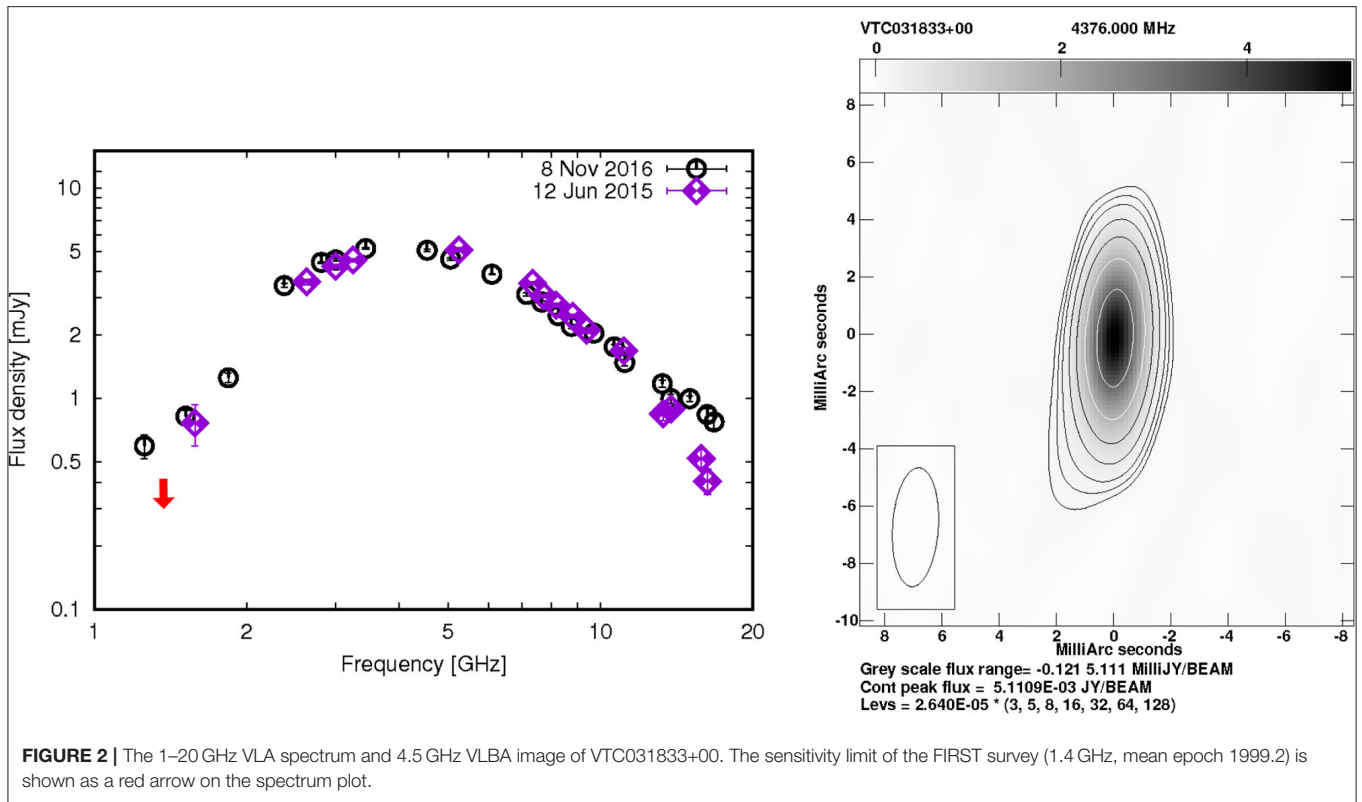 8 Nov 2016
12 Jun 2015
10
5
2
1
0.5
0.1
Flux density [mJy]
1 2 5 10 20
Frequency [GHz]
VTC031833+00 4376.000 MHz
0 2 4
8
6
4
2
0
-2
-4
-6
-8
-10
MilliArc seconds
8 6 4 2 0 -2 -4 -6 -8
MilliArc seconds
Grey scale flux range= -0.121 5.111 MilliJY/BEAM
Cont peak flux = 5.1109E-03 JY/BEAM
Levs = 2.640E-05 * (3, 5, 8, 16, 32, 64, 128)
FIGURE 2 | The 1–20 GHz VLA spectrum and 4.5 GHz VLBA image of VTC031833+00. The sensitivity limit of the FIRST survey (1.4 GHz, mean epoch 1999.2) is
shown as a red arrow on the spectrum plot.